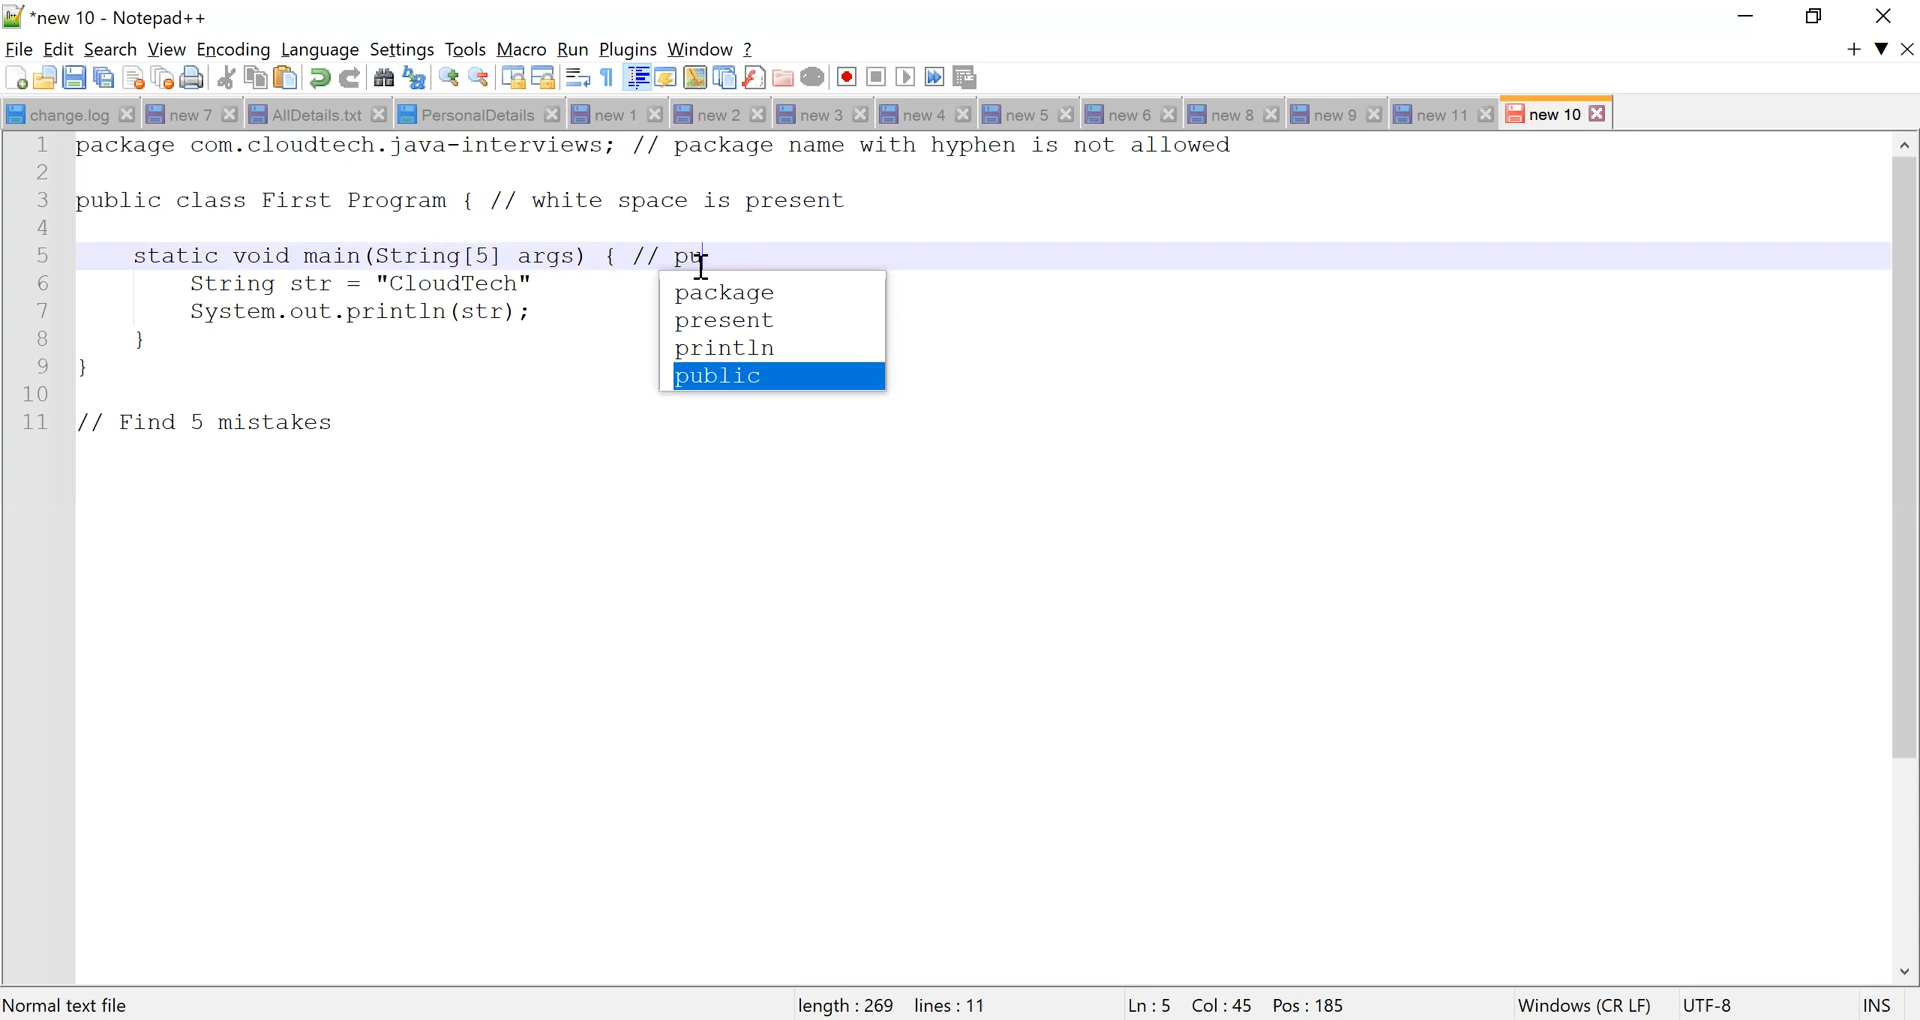 *new 10 - Notepad++
File Edit Search View Encoding Language Settings Tools Macro Run Plugins Window ?
change.log new 7 AllDetails.txt PersonalDetails new 1 new 2 new 3 new 4 new 5 new 6 new 8 new 9 new 11 new 10
1 package com.cloudtech.java-interviews; // package name with hyphen is not allowed
2
3 public class First Program { // white space is present
4
5 static void main(String[5] args) { // pu
6 String str = "CloudTech"
7 System.out.println(str);
8 }
9 }
10
11 // Find 5 mistakes
package
present
println
public
Normal text file length : 269 lines : 11 Ln : 5 Col : 45 Pos : 185 Windows (CR LF) UTF-8 INS